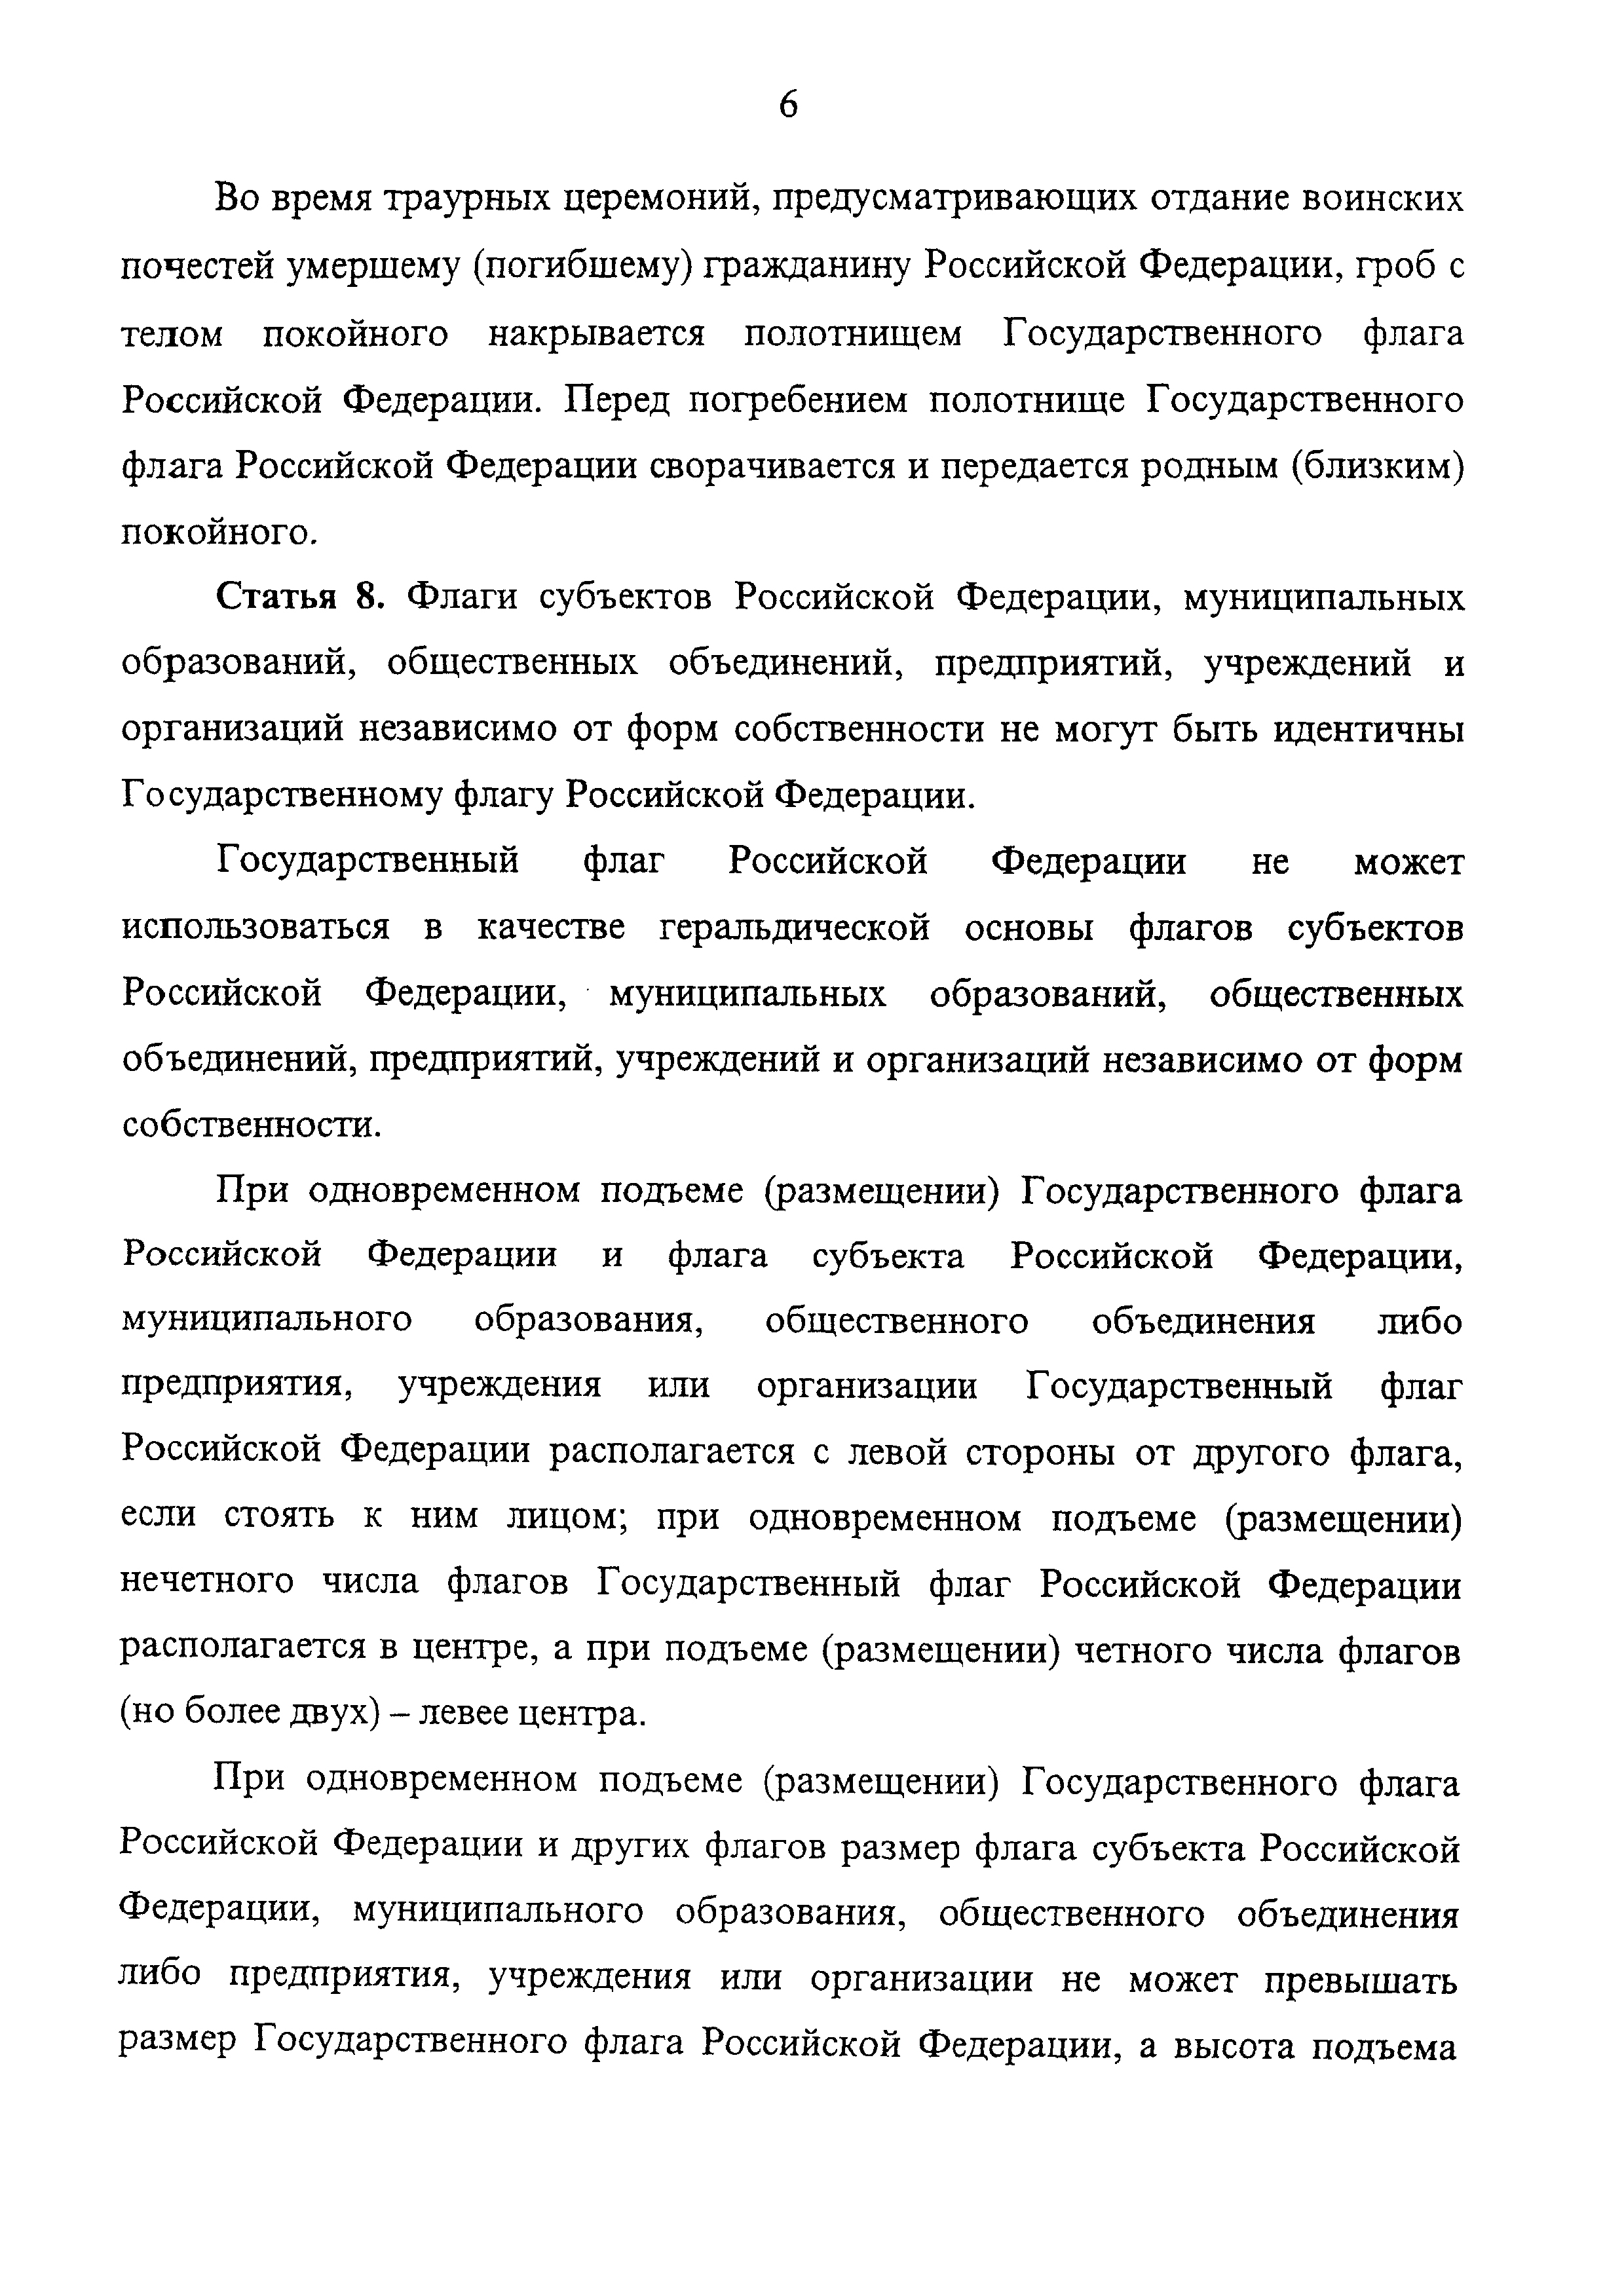 6
Во время траурных церемоний, предусматривающих отдание воинских
почестей умершему (погибшему) гражданину Российской Федерации, гроб с
телом покойного накрывается полотнищем Государственного флага
Российской Федерации. Перед погребением полотнище Государственного
флага Российской Федерации сворачивается и передается родным (близким)
покойного.
Статья 8. Флаги субъектов Российской Федерации, муниципальных
образований, общественных объединений, предприятий, учреждений и
организаций независимо от форм собственности не могут быть идентичны
Государственному флагу Российской Федерации.
Государственный флаг Российской Федерации не может
использоваться в качестве геральдической основы флагов субъектов
Российской Федерации, муниципальных образований, общественных
объединений, предприятий, учреждений и организаций независимо от форм
собственности.
При одновременном подъеме (размещении) Государственного флага
Российской Федерации и флага субъекта Российской Федерации,
муниципального образования, общественного объединения либо
предприятия, учреждения или организации Государственный флаг
Российской Федерации располагается с левой стороны от другого флага,
если стоять к ним лицом; при одновременном подъеме (размещении)
нечетного числа флагов Государственный флаг Российской Федерации
располагается в центре, а при подъеме (размещении) четного числа флагов
(но более двух) – левее центра.
При одновременном подъеме (размещении) Государственного флага
Российской Федерации и других флагов размер флага субъекта Российской
Федерации, муниципального образования, общественного объединения
либо предприятия, учреждения или организации не может превышать
размер Государственного флага Российской Федерации, а высота подъема